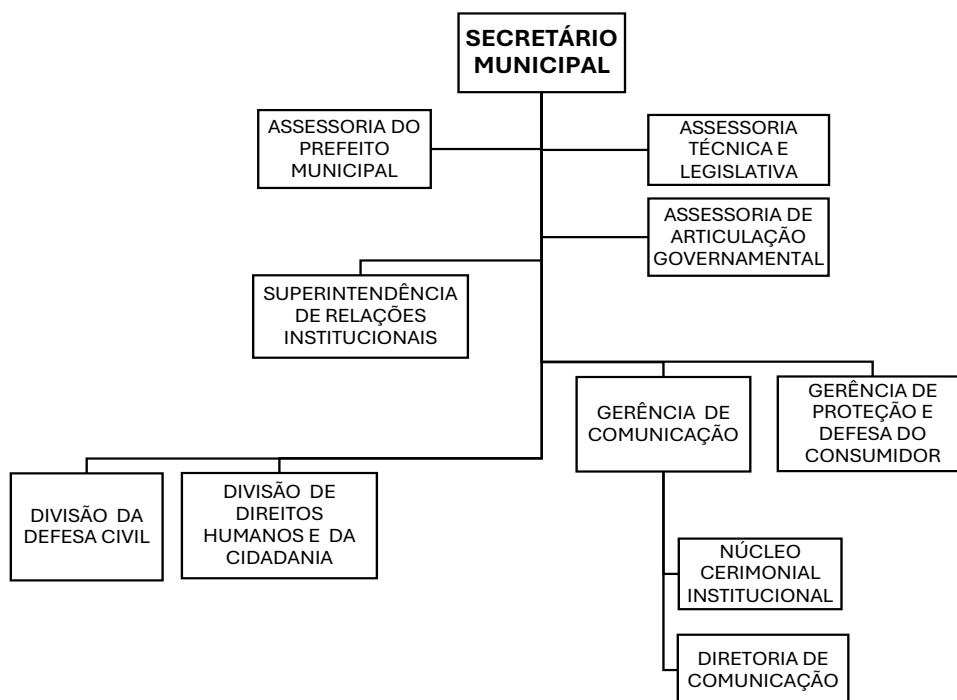 SECRETÁRIO
MUNICIPAL
ASSESSORIA DO
PREFEITO
MUNICIPAL
ASSESSORIA
TÉCNICA E
LEGISLATIVA
ASSESSORIA DE
ARTICULAÇÃO
GOVERNAMENTAL
SUPERINTENDÊNCIA
DE RELAÇÕES
INSTITUCIONAIS
GERÊNCIA DE
COMUNICAÇÃO
GERÊNCIA DE
PROTEÇÃO E
DEFESA DO
CONSUMIDOR
DIVISÃO DA
DEFESA CIVIL
DIVISÃO DE
DIREITOS
HUMANOS E DA
CIDADANIA
NÚCLEO
CERIMONIAL
INSTITUCIONAL
DIRETORIA DE
COMUNICAÇÃO